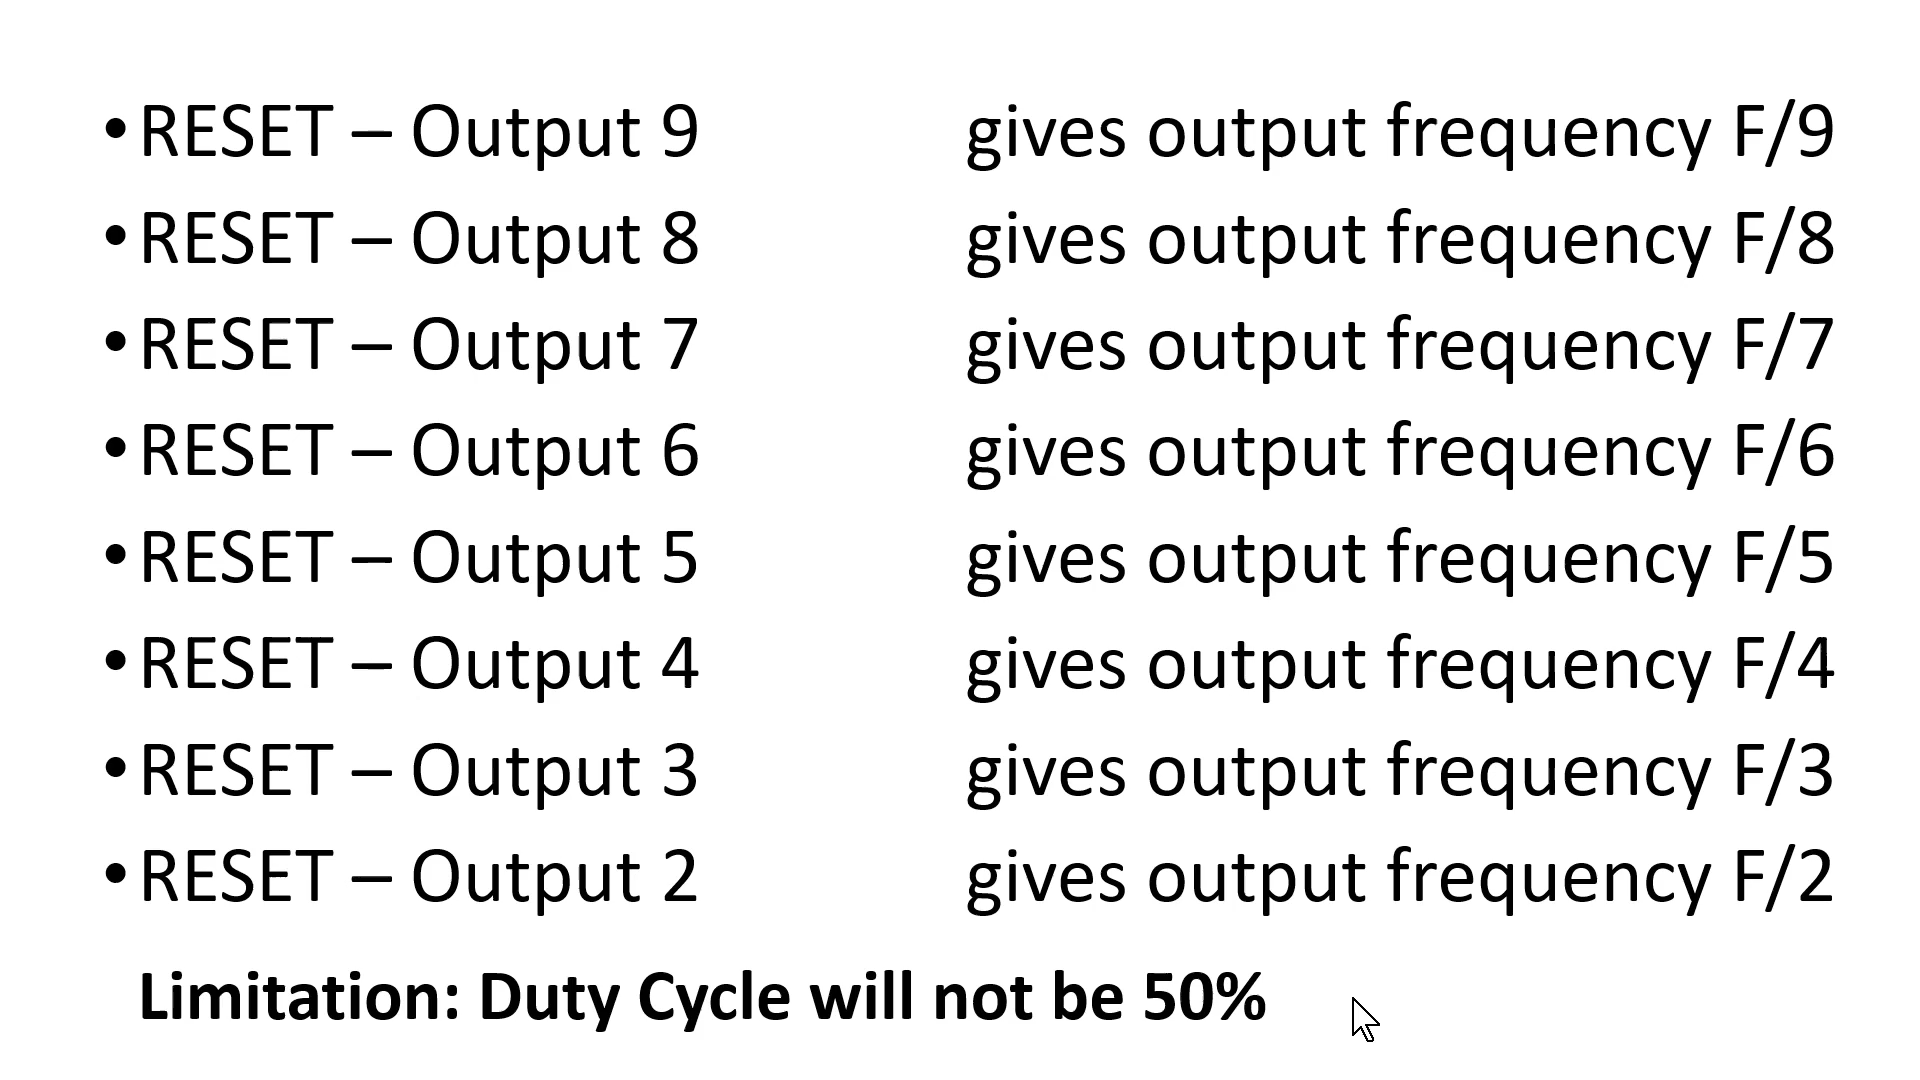 • RESET – Output 9 gives output frequency F/9
• RESET – Output 8 gives output frequency F/8
• RESET – Output 7 gives output frequency F/7
• RESET – Output 6 gives output frequency F/6
• RESET – Output 5 gives output frequency F/5
• RESET – Output 4 gives output frequency F/4
• RESET – Output 3 gives output frequency F/3
• RESET – Output 2 gives output frequency F/2
Limitation: Duty Cycle will not be 50%